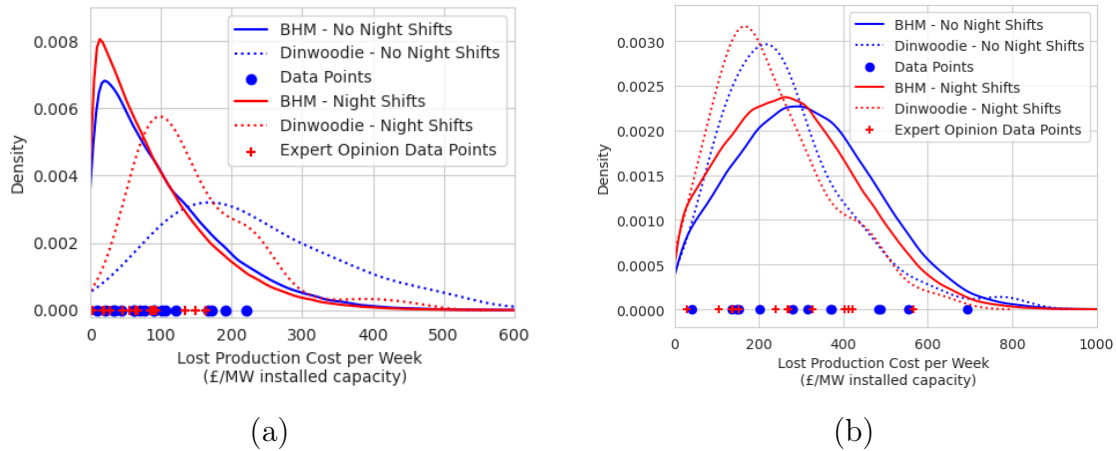 0.008
0.006
0.004
0.002
0.000
Density
BHM - No Night Shifts
Dinwoodie - No Night Shifts
Data Points
BHM - Night Shifts
Dinwoodie - Night Shifts
Expert Opinion Data Points
0 100 200 300 400 500 600
Lost Production Cost per Week
(£/MW installed capacity)
(a)
0.0030
0.0025
0.0020
0.0015
0.0010
0.0005
0.0000
Density
BHM - No Night Shifts
Dinwoodie - No Night Shifts
Data Points
BHM - Night Shifts
Dinwoodie - Night Shifts
Expert Opinion Data Points
0 200 400 600 800 1000
Lost Production Cost per Week
(£/MW installed capacity)
(b)